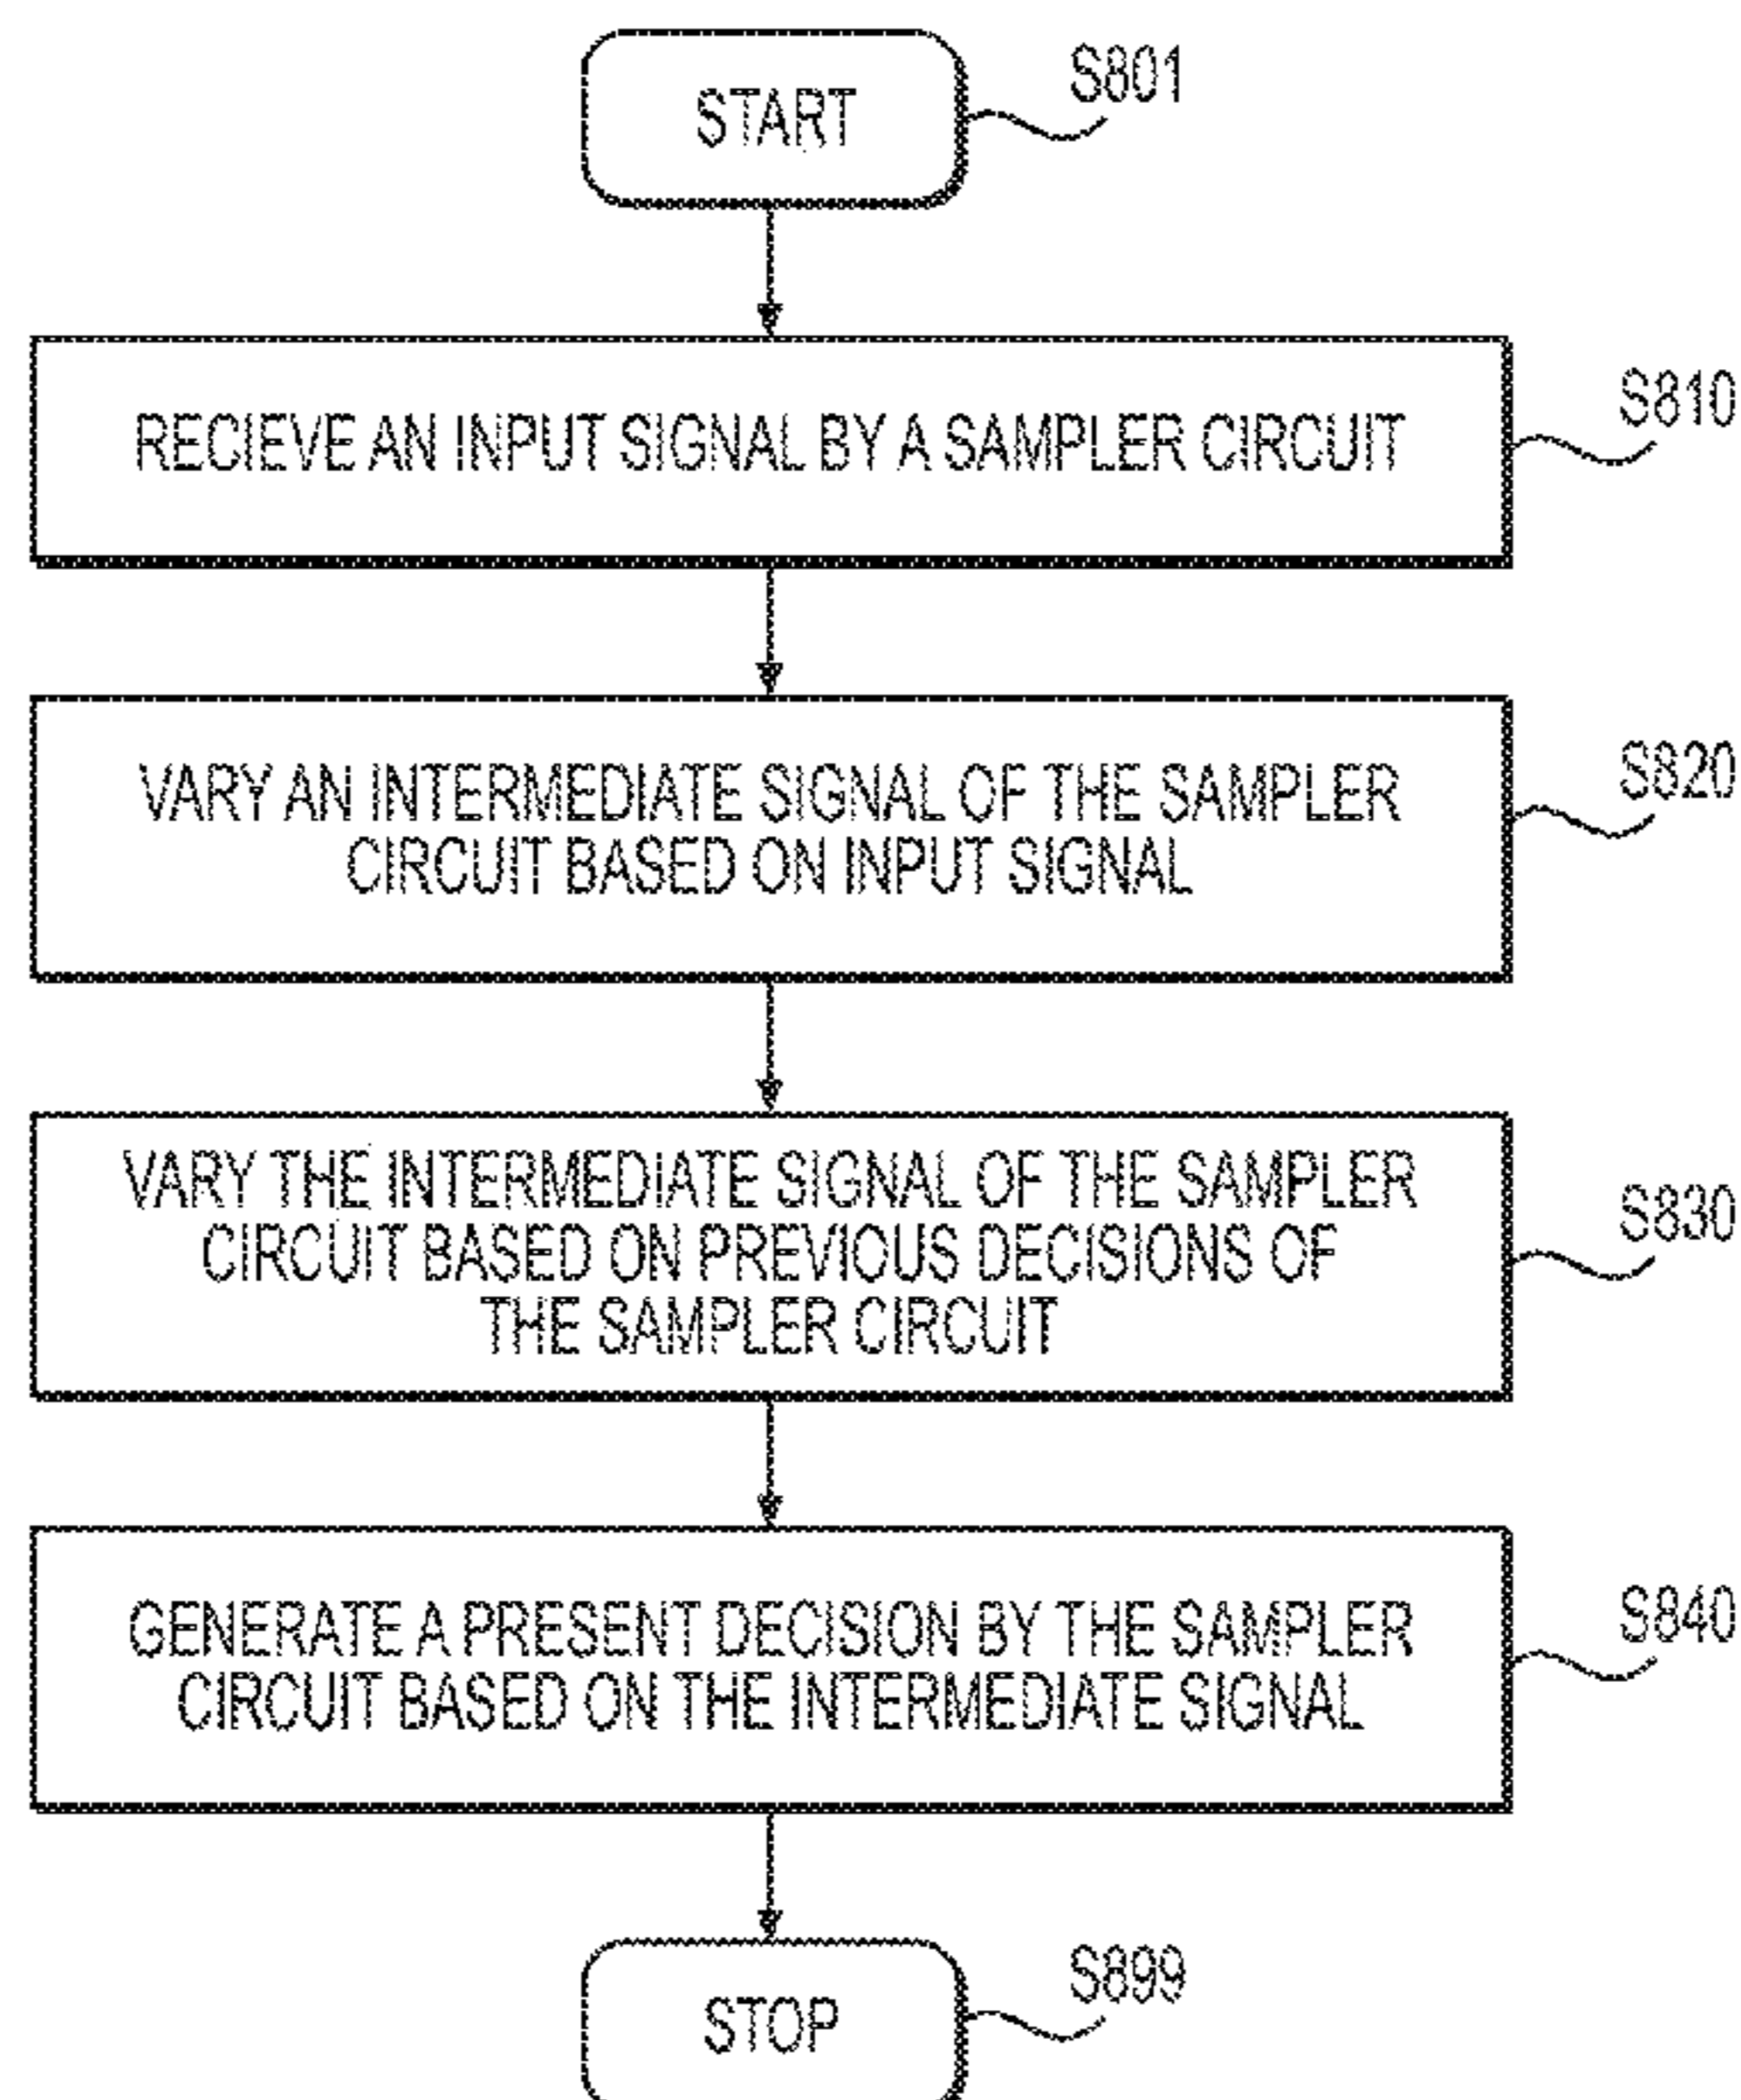 START
S801
RECIEVE AN INPUT SIGNAL BY A SAMPLER CIRCUIT
S810
VARY AN INTERMEDIATE SIGNAL OF THE SAMPLER
CIRCUIT BASED ON INPUT SIGNAL
S820
VARY THE INTERMEDIATE SIGNAL OF THE SAMPLER
CIRCUIT BASED ON PREVIOUS DECISIONS OF
THE SAMPLER CIRCUIT
S830
GENERATE A PRESENT DECISION BY THE SAMPLER
CIRCUIT BASED ON THE INTERMEDIATE SIGNAL
S840
STOP
S899